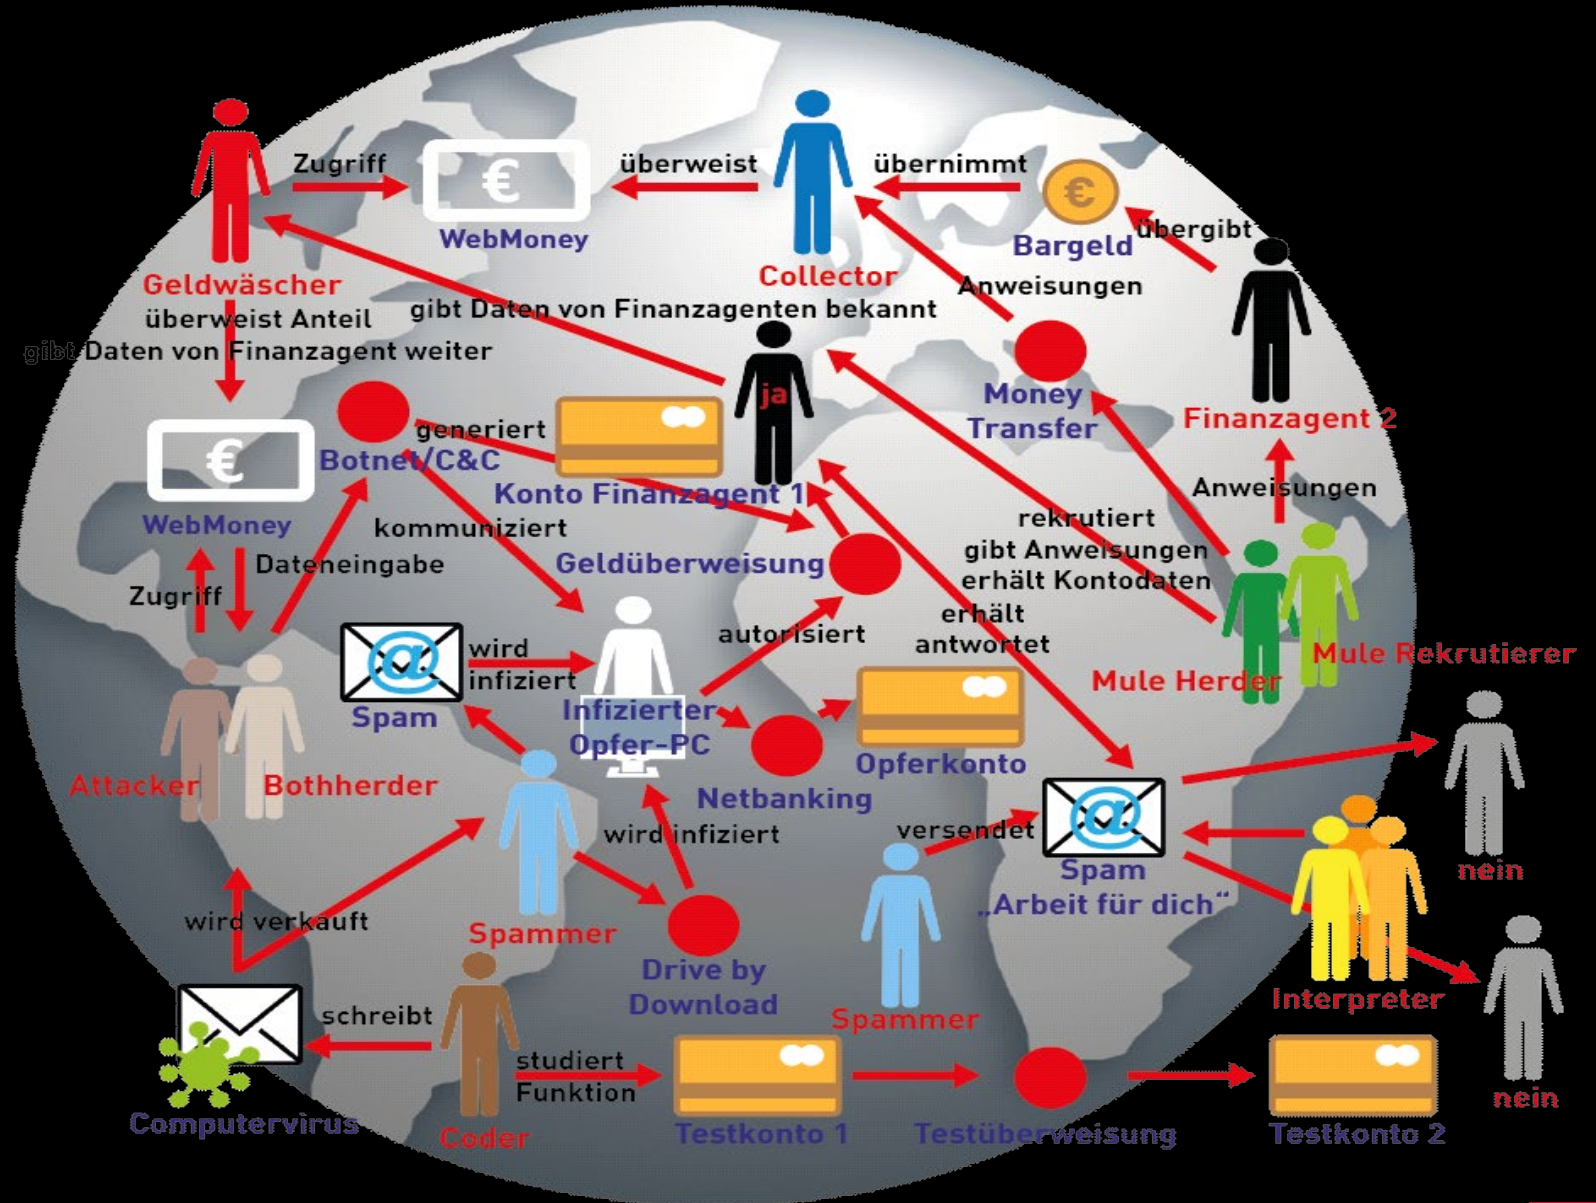 Zugriff
überweist
übernimmt
WebMoney
Bargeld
übergibt
Geldwäscher
Collector
Anweisungen
überweist Anteil
gibt Daten von Finanzagenten bekannt
gibt Daten von Finanzagent weiter
ja
Money
Transfer
Finanzagent 2
generiert
Botnet/C&C
Konto Finanzagent 1
Anweisungen
WebMoney
kommuniziert
rekrutiert
gibt Anweisungen
erhält Kontodaten
Dateneingabe
Geldüberweisung
Zugriff
erhält
antwortet
autorisiert
wird
infiziert
Mule Rekrutierer
Mule Herder
Spam
Infizierter
Opfer-PC
Opferkonto
Attacker
Bothherder
Netbanking
wird infiziert
versendet
Spam
„Arbeit für dich“
nein
wird verkauft
Spammer
Drive by
Download
Interpreter
schreibt
Spammer
studiert
Funktion
nein
Computervirus
Coder
Testkonto 1
Testüberweisung
Testkonto 2